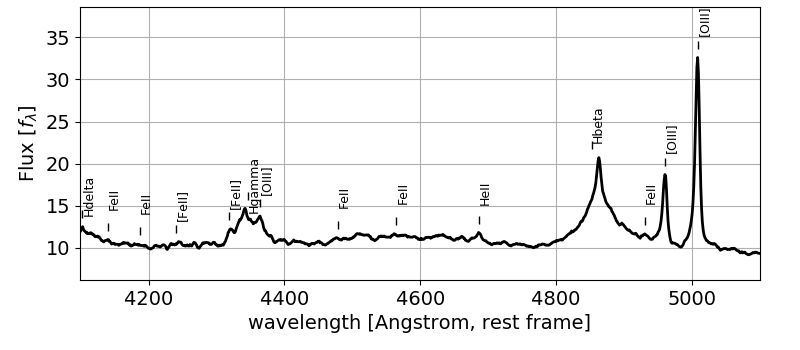 Flux [fλ]
35
30
25
20
15
10
Hdelta
FeII
FeII
[FeII]
[FeII]
Hgamma
[OIII]
FeII
FeII
HeII
Hbeta
FeII
[OIII]
[OIII]
4200
4400
4600
4800
5000
wavelength [Angstrom, rest frame]